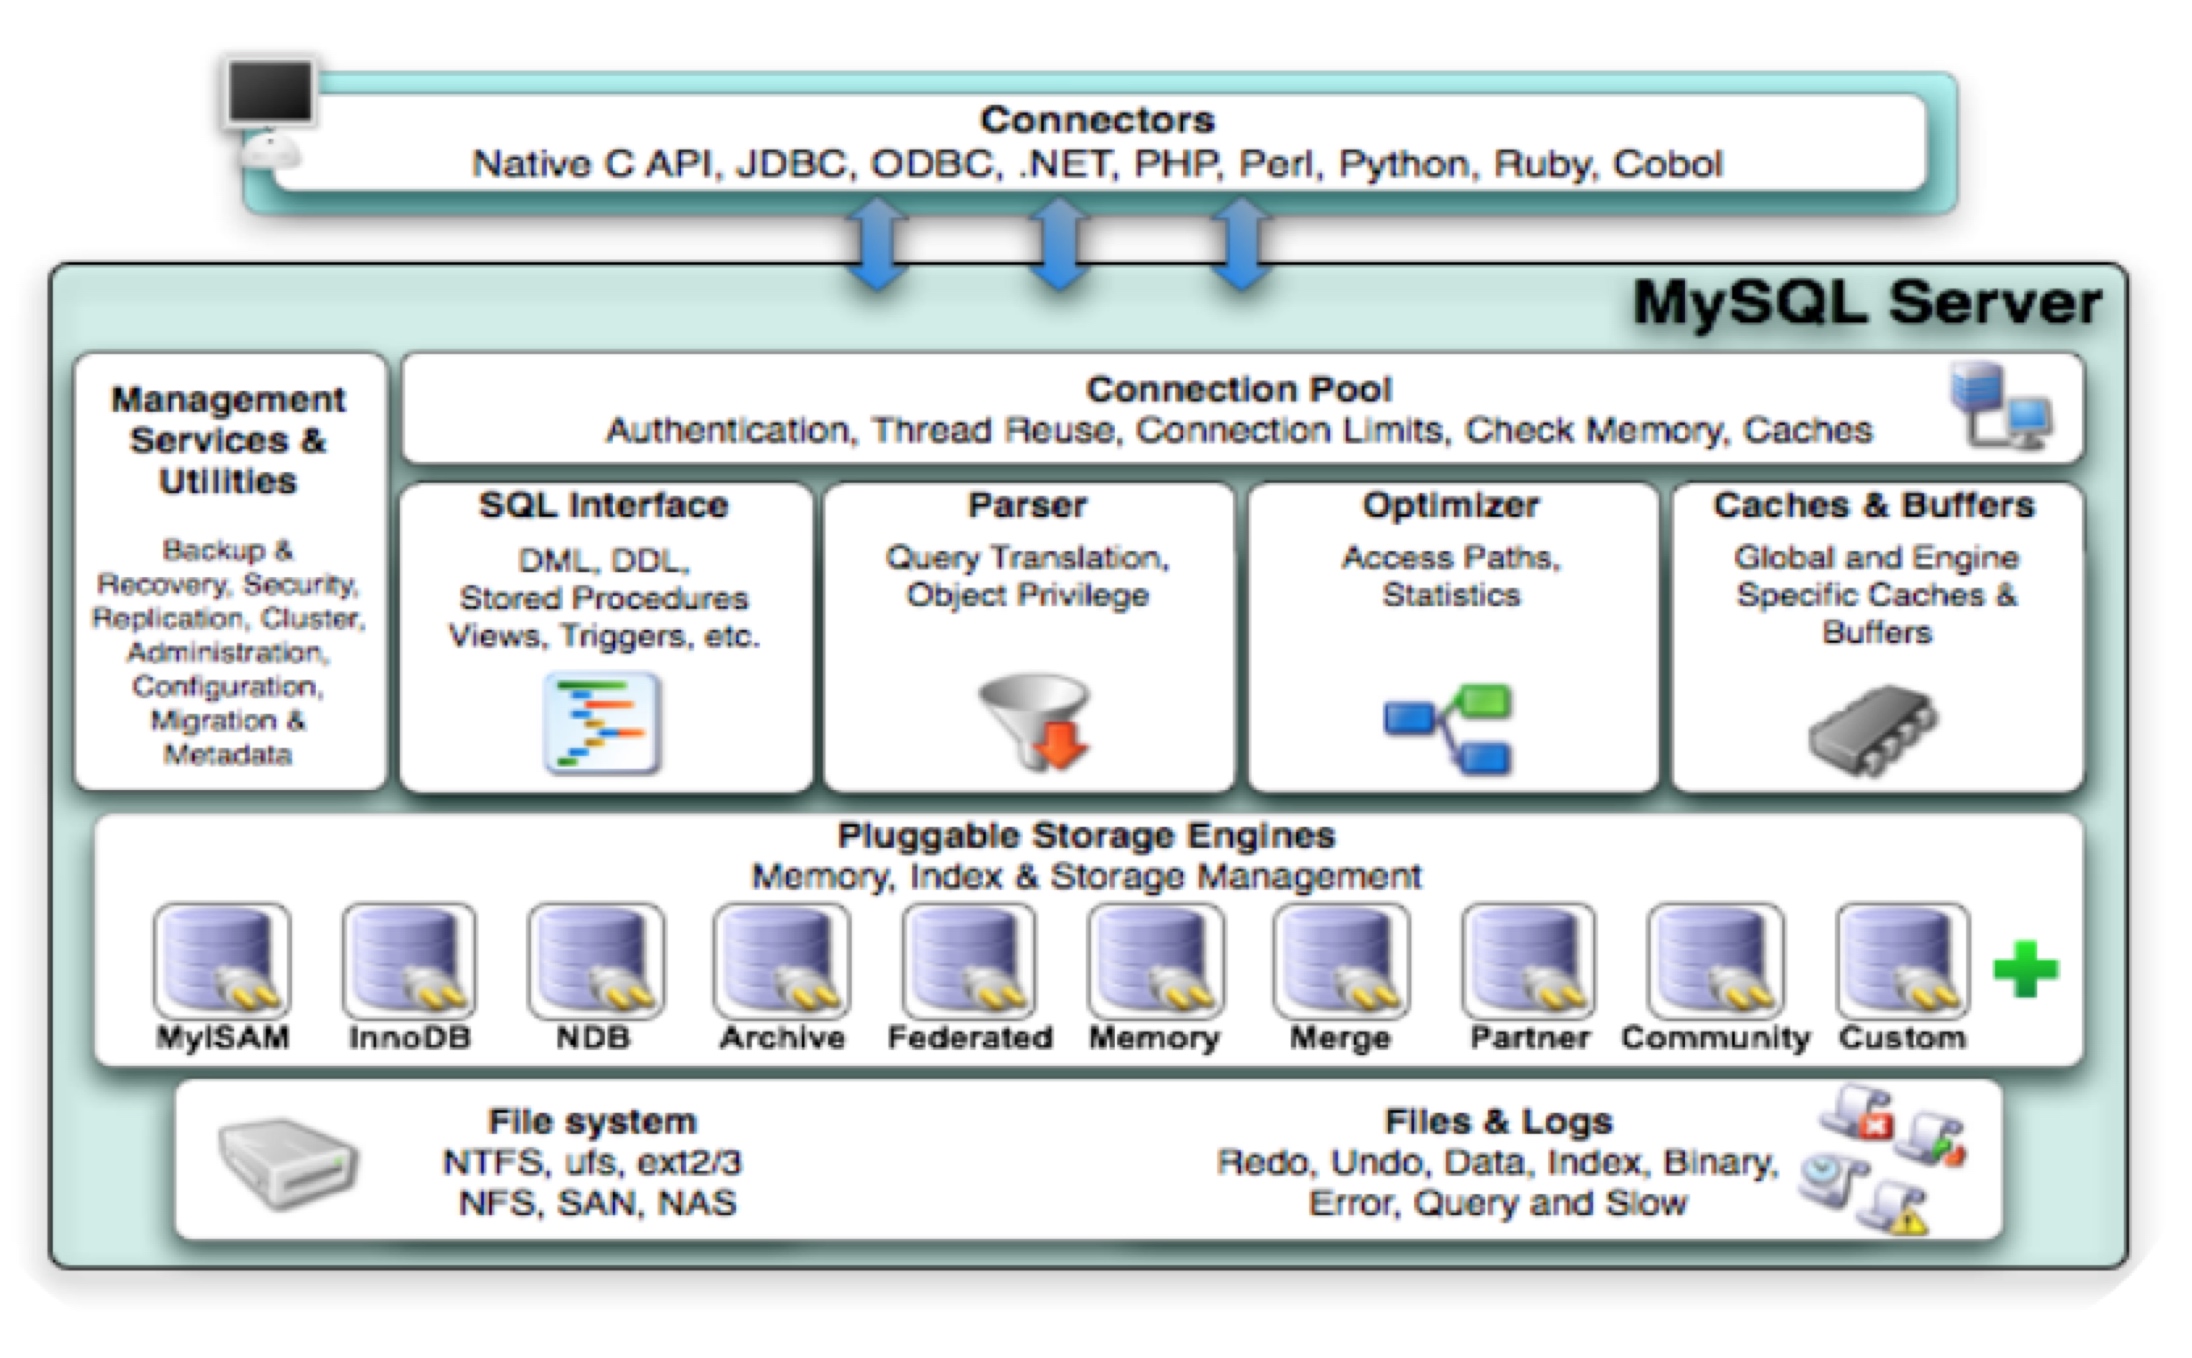 Connectors
Native C API, JDBC, ODBC, .NET, PHP, Perl, Python, Ruby, Cobol
MySQL Server
Management
Services &
Utilities
Backup &
Recovery, Security,
Replication, Cluster,
Administration,
Configuration,
Migration &
Metadata
Connection Pool
Authentication, Thread Reuse, Connection Limits, Check Memory, Caches
SQL Interface
DML, DDL,
Stored Procedures
Views, Triggers, etc.
Parser
Query Translation,
Object Privilege
Optimizer
Access Paths,
Statistics
Caches & Buffers
Global and Engine
Specific Caches &
Buffers
Pluggable Storage Engines
Memory, Index & Storage Management
MyISAM
InnoDB
NDB
Archive
Federated
Memory
Merge
Partner
Community
Custom
File system
NTFS, ufs, ext2/3
NFS, SAN, NAS
Files & Logs
Redo, Undo, Data, Index, Binary,
Error, Query and Slow